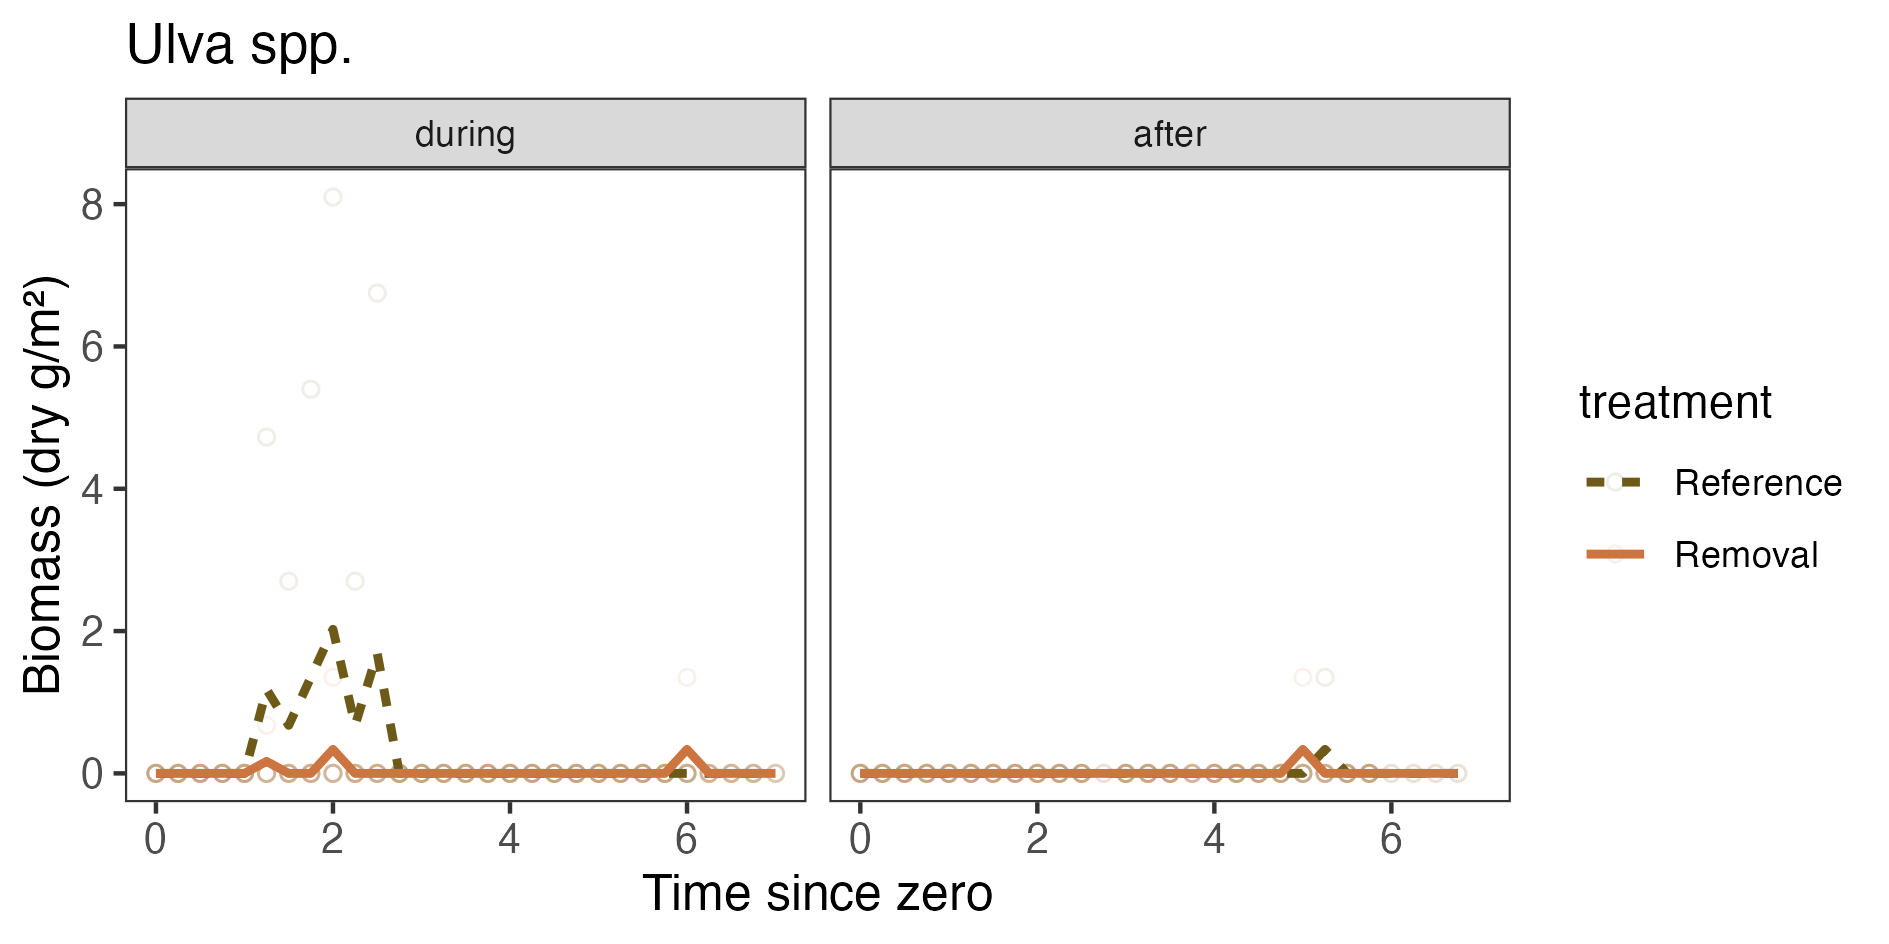 Ulva spp.
during
after
8
6
4
2
0
Biomass (dry g/m²)
0 2 4 6
0 2 4 6
Time since zero
treatment
Reference
Removal